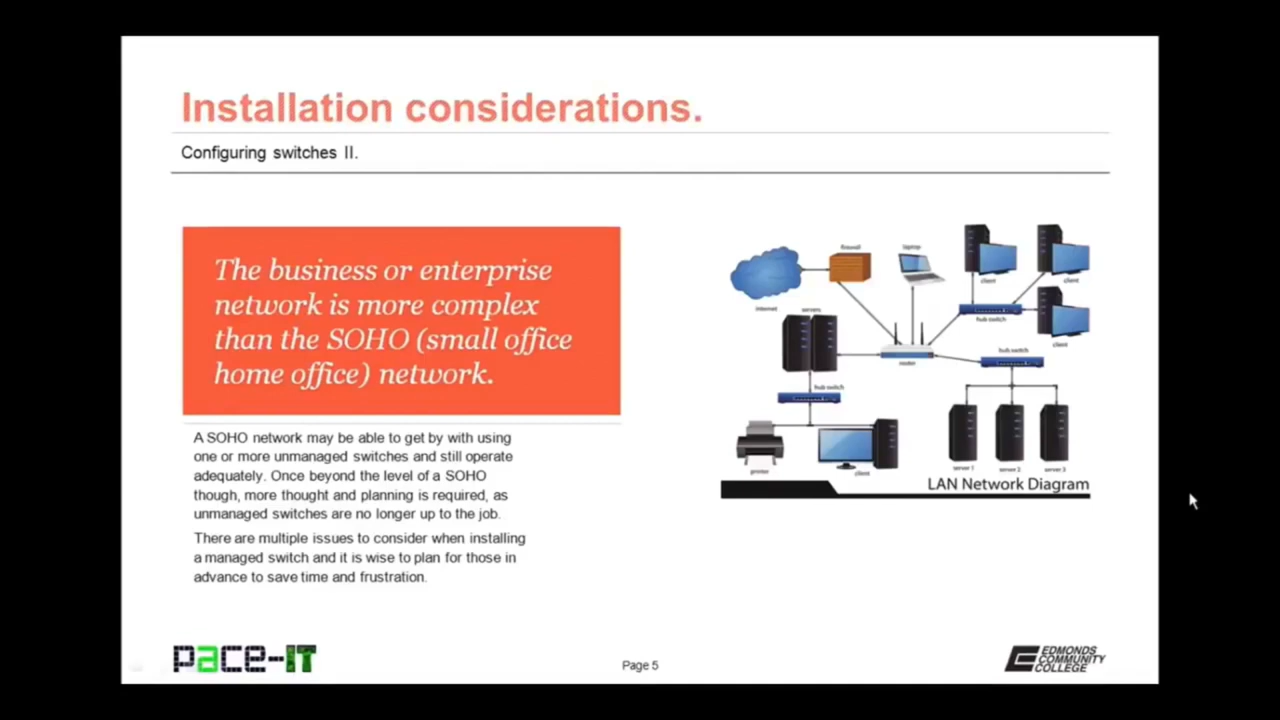 Installation considerations.
Configuring switches II.
The business or enterprise
network is more complex
than the SOHO (small office
home office) network.
A SOHO network may be able to get by with using
one or more unmanaged switches and still operate
adequately. Once beyond the level of a SOHO
though, more thought and planning is required, as
unmanaged switches are no longer up to the job.
There are multiple issues to consider when installing
a managed switch and it is wise to plan for those in
advance to save time and frustration.
firewall
laptop
client
client
internet
servers
hub switch
client
router
hub switch
hub switch
printer
client
server 1
server 2
server 3
LAN Network Diagram
pace-IT
Page 5
EDMONDS
COMMUNITY
COLLEGE